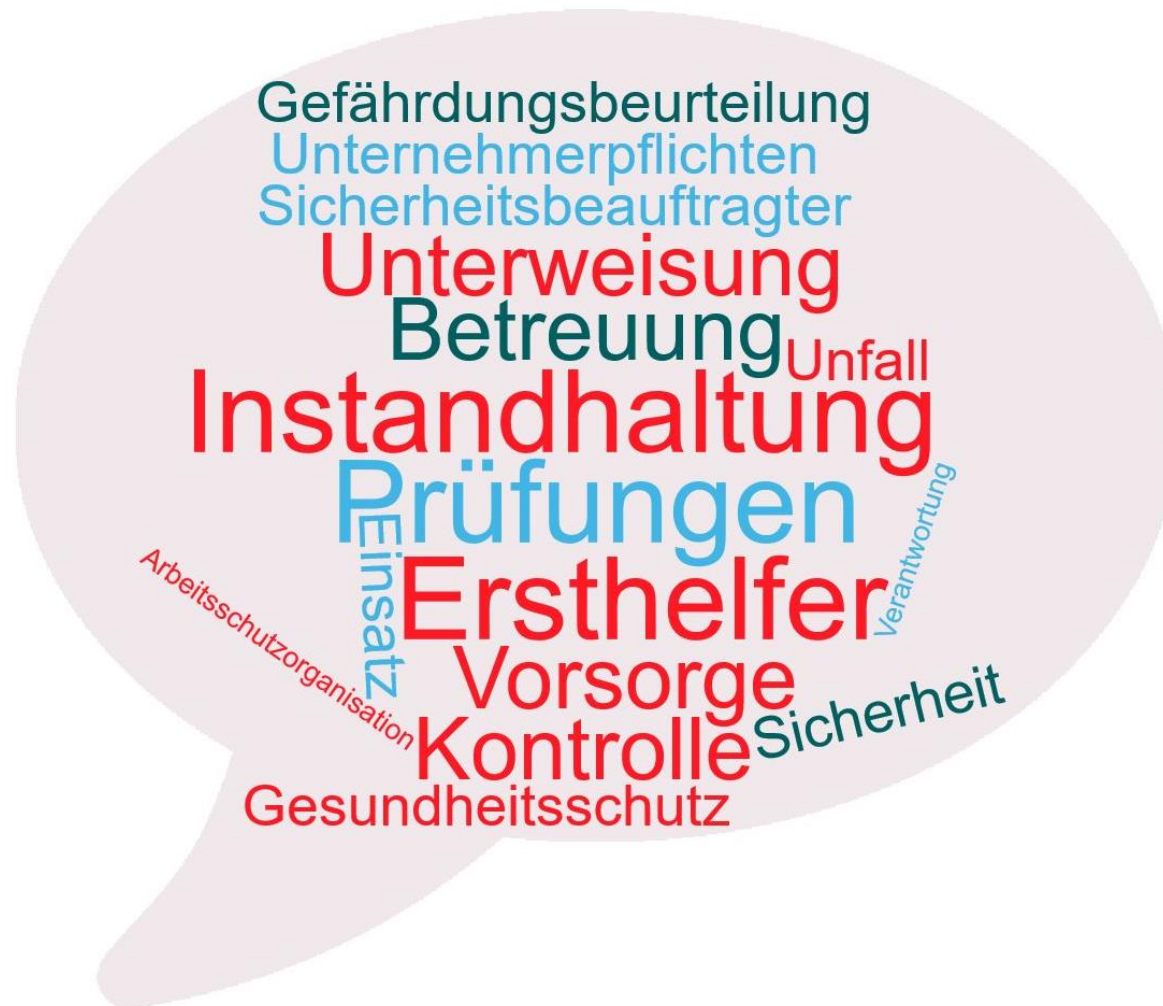 Gefährdungsbeurteilung
Unternehmerpflichten
Sicherheitsbeauftragter
Unterweisung
Betreuung
Unfall
Instandhaltung
Prüfungen
Einsatz
Verantwortung
Ersthelfer
Arbeitsschutzorganisation
Vorsorge
Sicherheit
Kontrolle
Gesundheitsschutz